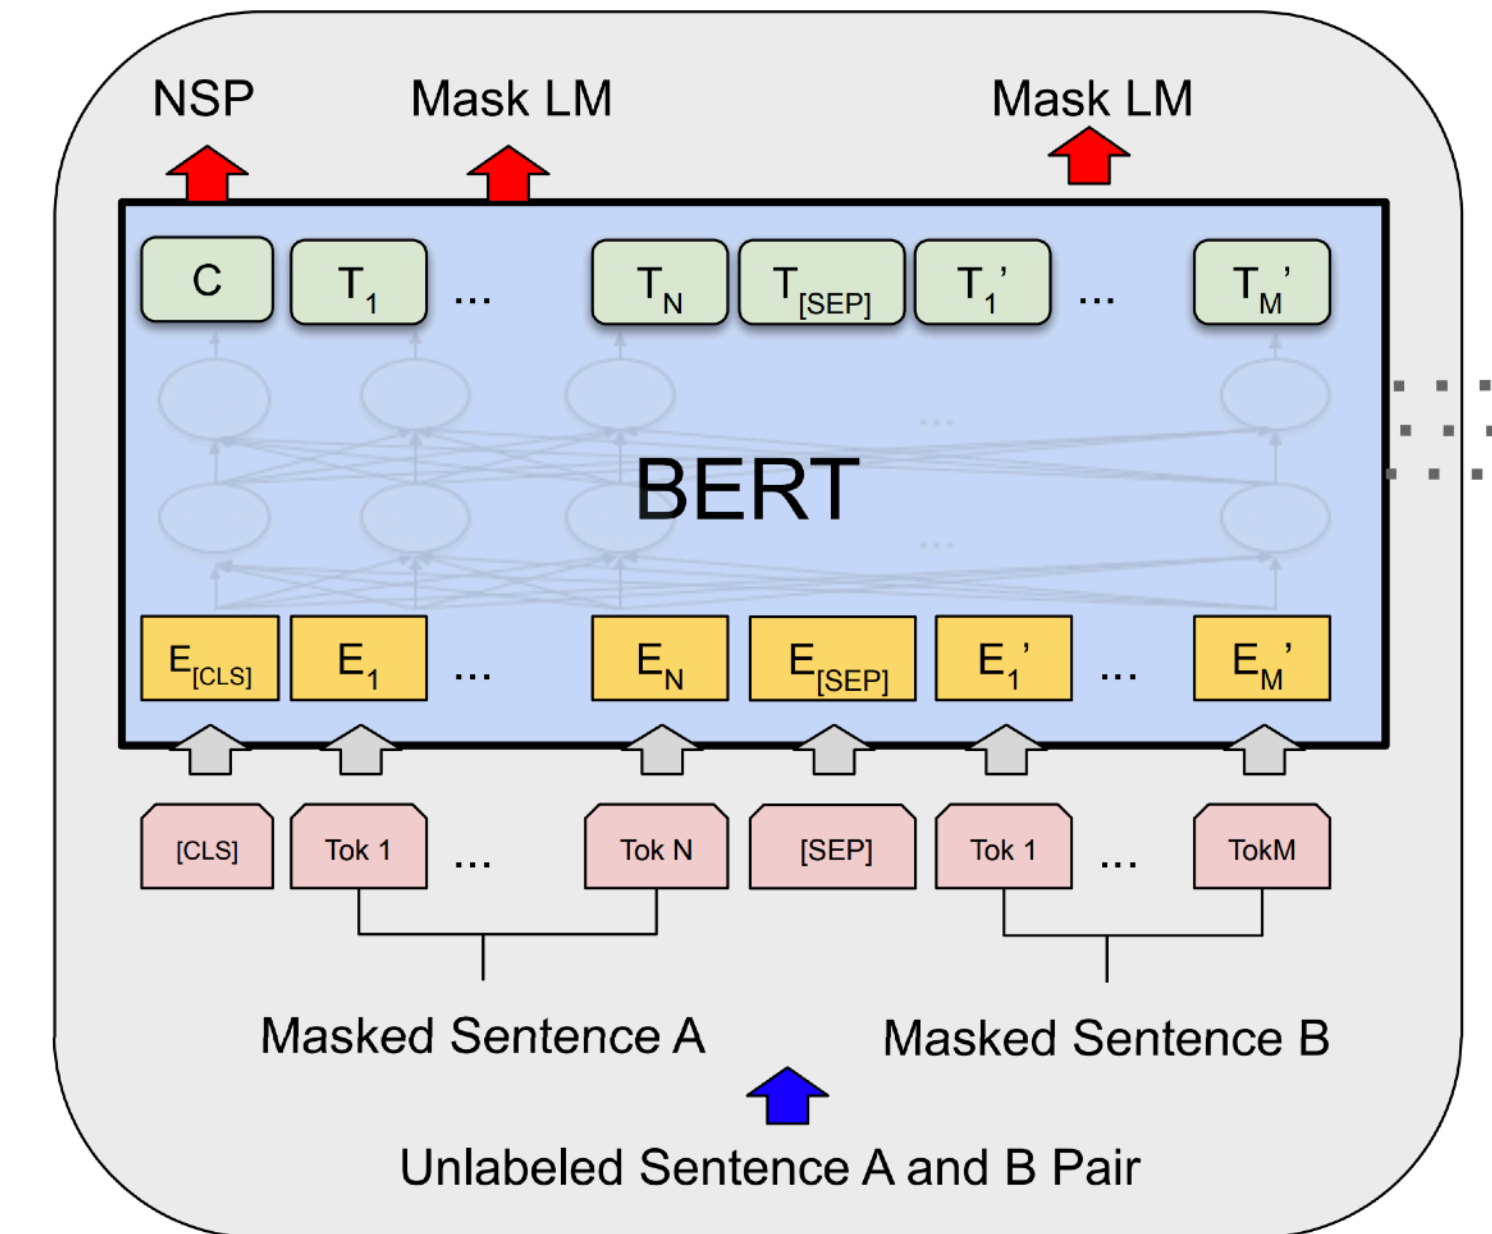 NSP Mask LM Mask LM
C T1 ... TN T[SEP] T1’ ... TM’
...
BERT
...
E[CLS] E1 ... EN E[SEP] E1’ ... EM’
[CLS] Tok 1 ... Tok N [SEP] Tok 1 ... TokM
Masked Sentence A Masked Sentence B
Unlabeled Sentence A and B Pair